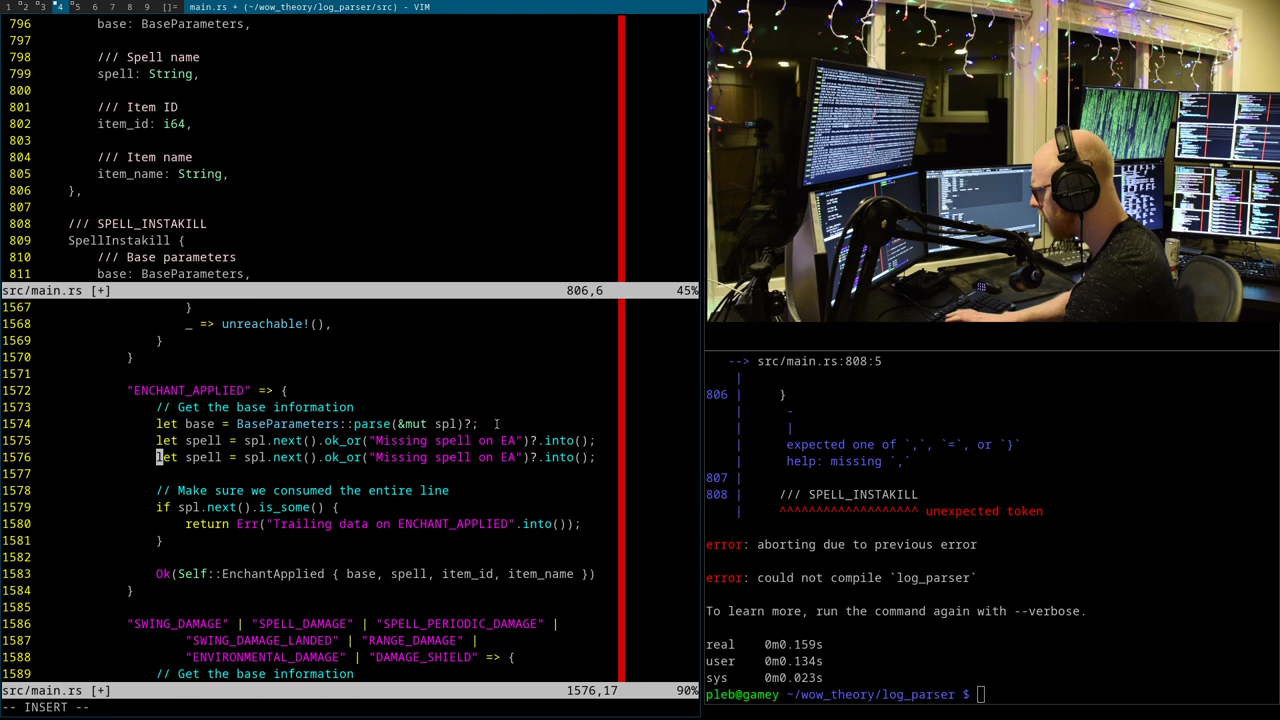 1 2 3 4 5 6 7 8 9 []= main.rs + (~/wow_theory/log_parser/src) - VIM
796 base: BaseParameters,
797
798 /// Spell name
799 spell: String,
800
801 /// Item ID
802 item_id: i64,
803
804 /// Item name
805 item_name: String,
806 },
807
808 /// SPELL_INSTAKILL
809 SpellInstakill {
810 /// Base parameters
811 base: BaseParameters,
src/main.rs [+] 806,6 45%
1567 }
1568 _ => unreachable!(),
1569 }
1570 }
1571
1572 "ENCHANT_APPLIED" => {
1573 // Get the base information
1574 let base = BaseParameters::parse(&mut spl)?;
1575 let spell = spl.next().ok_or("Missing spell on EA")?.into();
1576 let spell = spl.next().ok_or("Missing spell on EA")?.into();
1577
1578 // Make sure we consumed the entire line
1579 if spl.next().is_some() {
1580 return Err("Trailing data on ENCHANT_APPLIED".into());
1581 }
1582
1583 Ok(Self::EnchantApplied { base, spell, item_id, item_name })
1584 }
1585
1586 "SWING_DAMAGE" | "SPELL_DAMAGE" | "SPELL_PERIODIC_DAMAGE" |
1587 "SWING_DAMAGE_LANDED" | "RANGE_DAMAGE" |
1588 "ENVIRONMENTAL_DAMAGE" | "DAMAGE_SHIELD" => {
1589 // Get the base information
src/main.rs [+] 1576,17 90%
-- INSERT --
--> src/main.rs:808:5
|
806 | }
| -
| |
| expected one of `,`, `=`, or `}`
| help: missing `,`
807 |
808 | /// SPELL_INSTAKILL
| ^^^^^^^^^^^^^^^^^^^ unexpected token
error: aborting due to previous error
error: could not compile `log_parser`
To learn more, run the command again with --verbose.
real 0m0.159s
user 0m0.134s
sys 0m0.023s
pleb@gamey ~/wow_theory/log_parser $